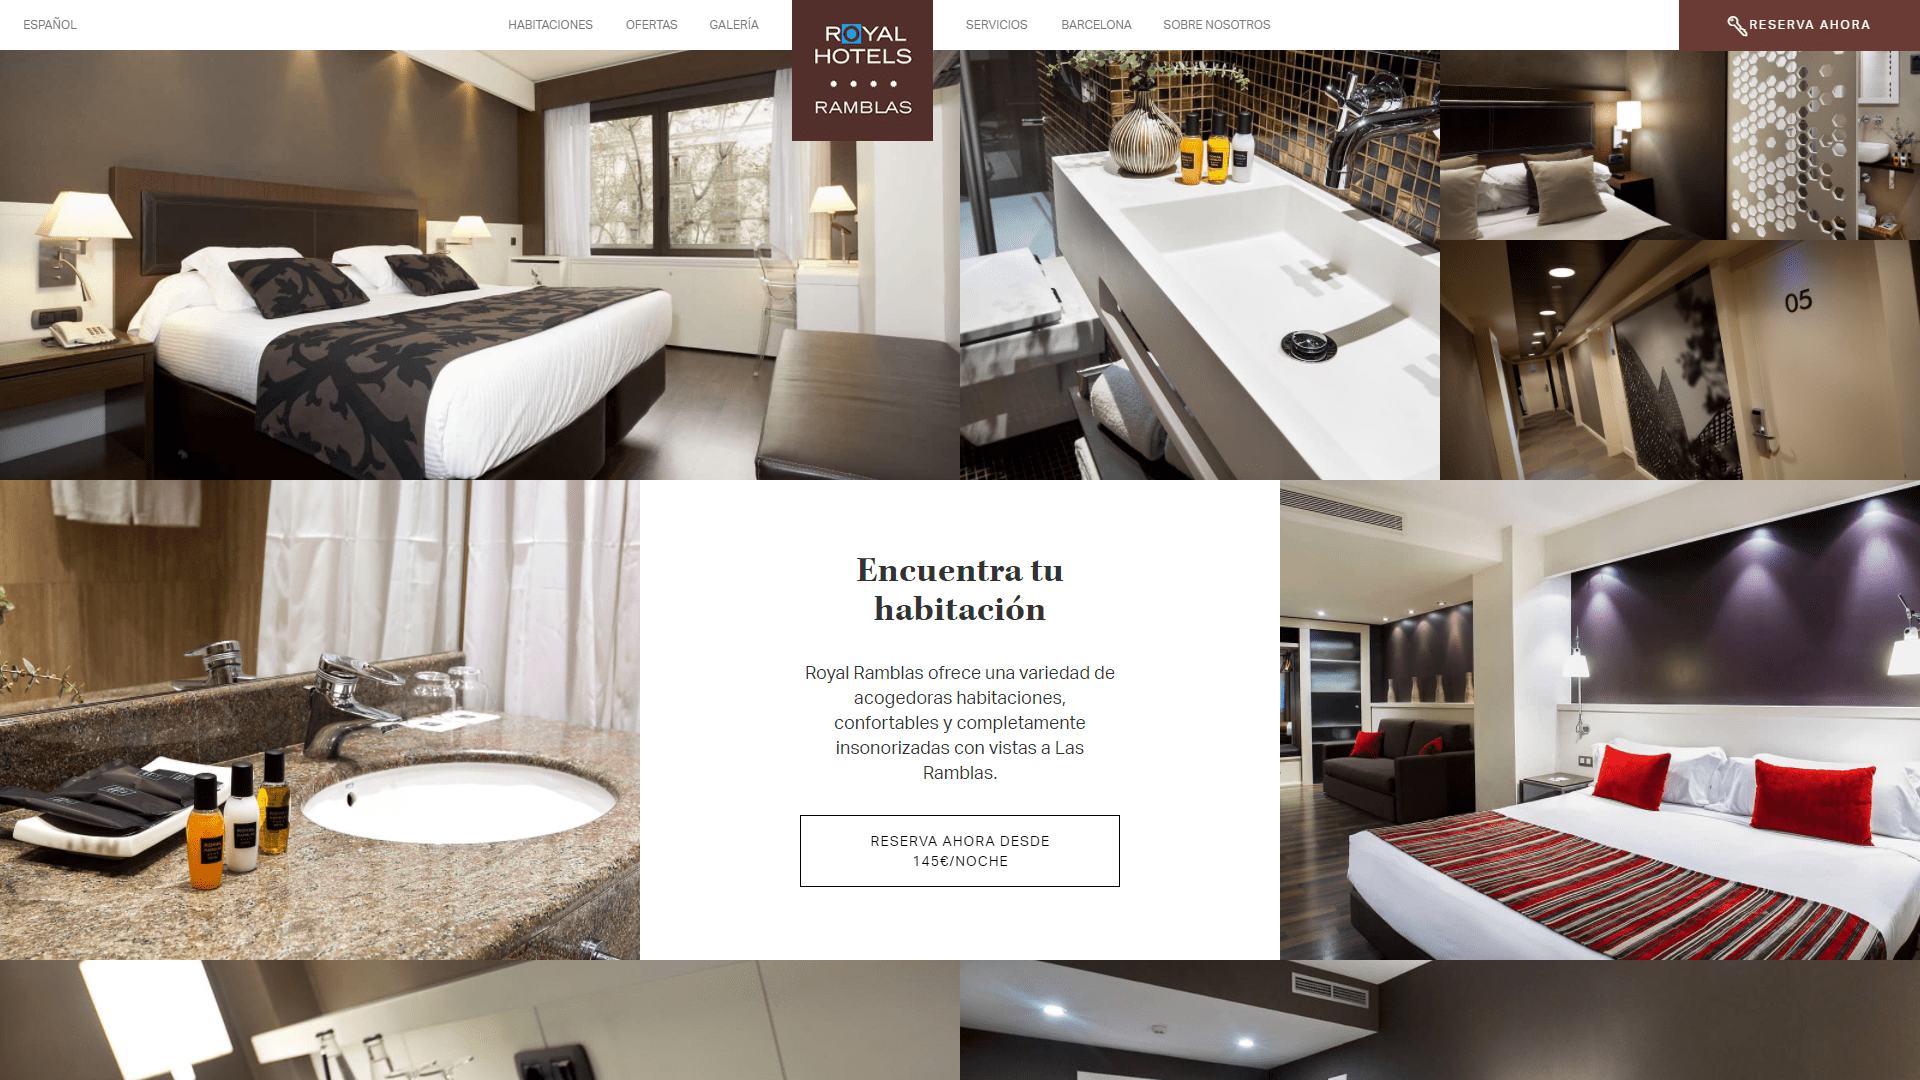 ESPAÑOL
HABITACIONES
OFERTAS
GALERÍA
ROYAL
HOTELS
RAMBLAS
SERVICIOS
BARCELONA
SOBRE NOSOTROS
RESERVA AHORA
05
Encuentra tu
habitación
Royal Ramblas ofrece una variedad de
acogedoras habitaciones,
confortables y completamente
insonorizadas con vistas a Las
Ramblas.
RESERVA AHORA DESDE
145€/NOCHE